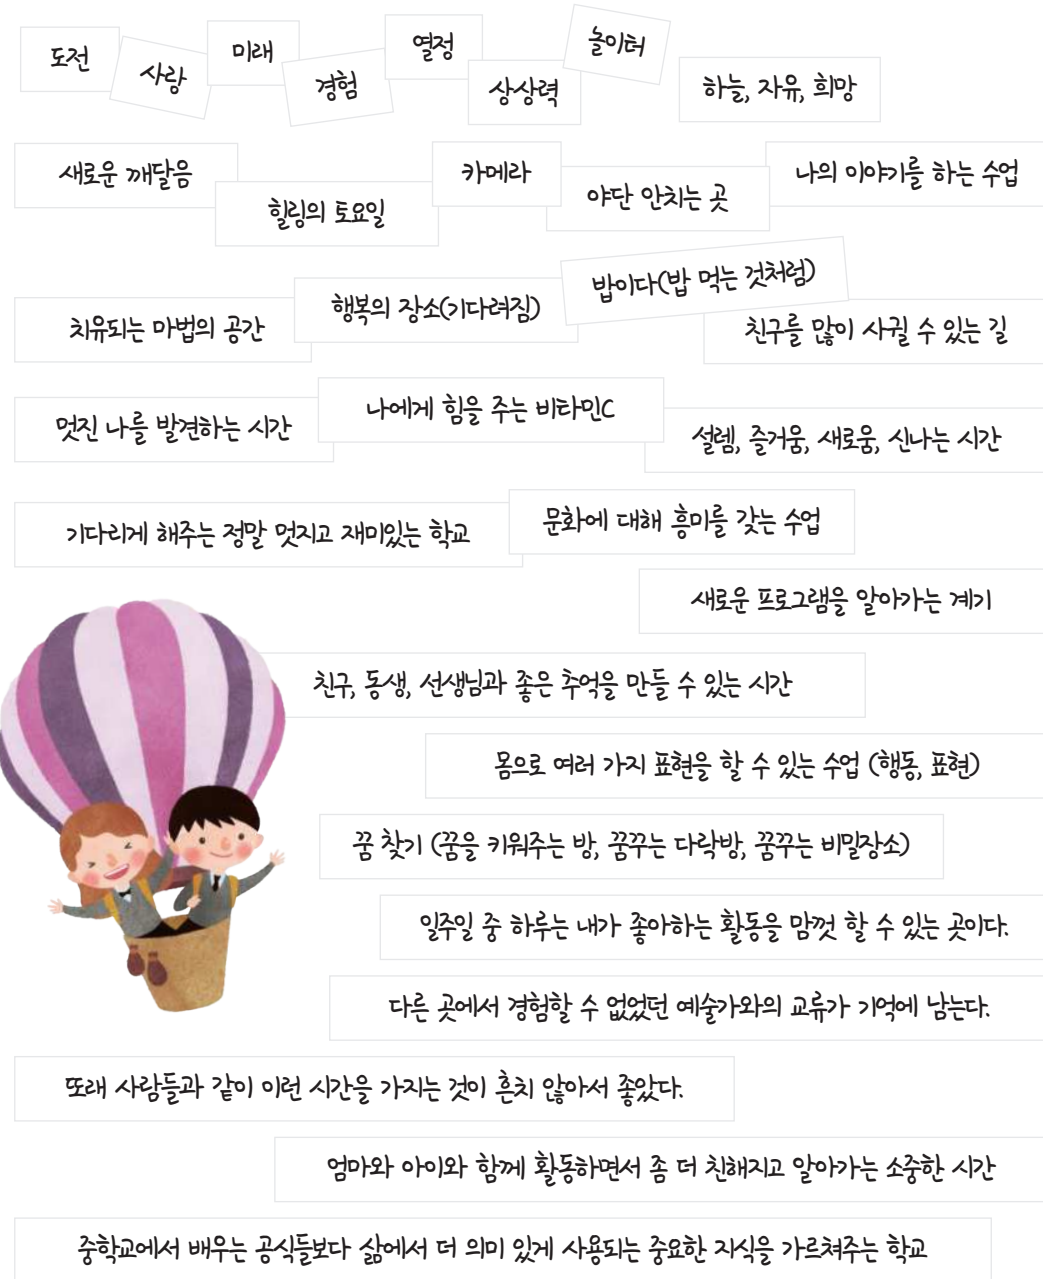 도전
사랑
미래
경험
열정
상상력
놀이터
하늘, 자유, 희망
새로운 깨달음
힐링의 토요일
카메라
야단 안치는 곳
나의 이야기를 하는 수업
치유되는 마법의 공간
행복의 장소(기다려짐)
밥이다(밥 먹는 것처럼)
친구를 많이 사귈 수 있는 길
멋진 나를 발견하는 시간
나에게 힘을 주는 비타민C
설렘, 즐거움, 새로움, 신나는 시간
기다리게 해주는 정말 멋지고 재미있는 학교
문화에 대해 흥미를 갖는 수업
새로운 프로그램을 알아가는 계기
친구, 동생, 선생님과 좋은 추억을 만들 수 있는 시간
몸으로 여러 가지 표현을 할 수 있는 수업 (행동, 표현)
꿈 찾기 (꿈을 키워주는 방, 꿈꾸는 다락방, 꿈꾸는 비밀장소)
일주일 중 하루는 내가 좋아하는 활동을 맘껏 할 수 있는 곳이다.
다른 곳에서 경험할 수 없었던 예술가와의 교류가 기억에 남는다.
또래 사람들과 같이 이런 시간을 가지는 것이 흔치 않아서 좋았다.
엄마와 아이와 함께 활동하면서 좀 더 친해지고 알아가는 소중한 시간
중학교에서 배우는 공식들보다 삶에서 더 의미 있게 사용되는 중요한 지식을 가르쳐주는 학교